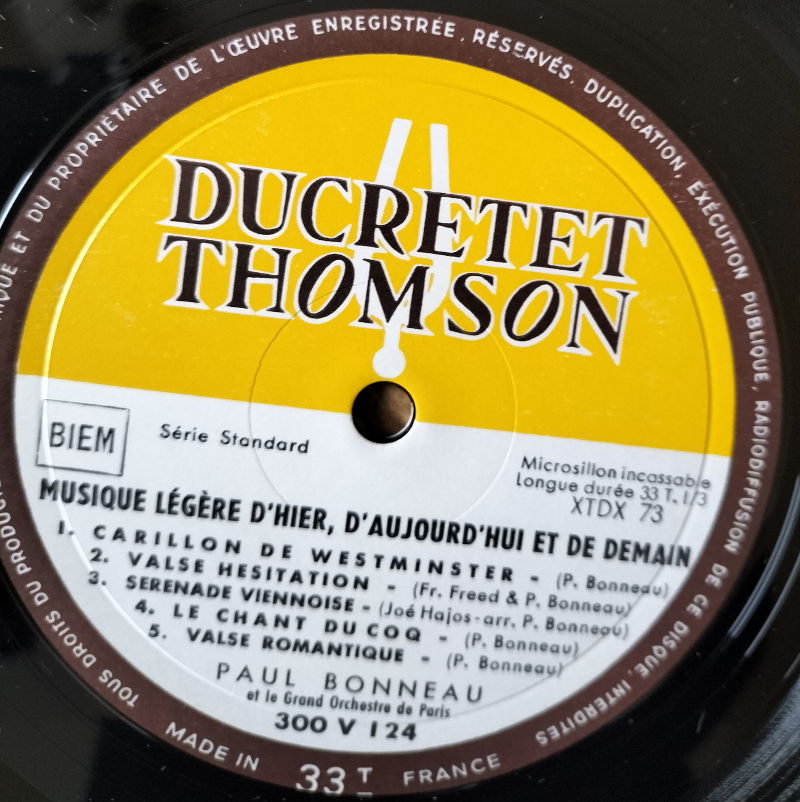 DUCRETET
THOMSON
BIEM
Série Standard
Microsillon incassable
Longue durée 33 T. 1/3
XTDX 73
MUSIQUE LÉGÈRE D'HIER, D'AUJOURD'HUI ET DE DEMAIN
1. CARILLON DE WESTMINSTER - (P. Bonneau)
2. VALSE HESITATION - (Fr. Freed & P. Bonneau)
3. SERENADE VIENNOISE - (Joé Hajos - arr. P. Bonneau)
4. LE CHANT DU COQ - (P. Bonneau)
5. VALSE ROMANTIQUE - (P. Bonneau)
PAUL BONNEAU
et le Grand Orchestre de Paris
300 V 124
TOUS DROITS DU ET DU PROPRIÉTAIRE DE L'ŒUVRE ENREGISTRÉE, RÉSERVÉS. DUPLICATION, EXÉCUTION PUBLIQUE, RADIODIFFUSION DE CE DISQUE, INTERDITES
MADE IN 33 T FRANCE